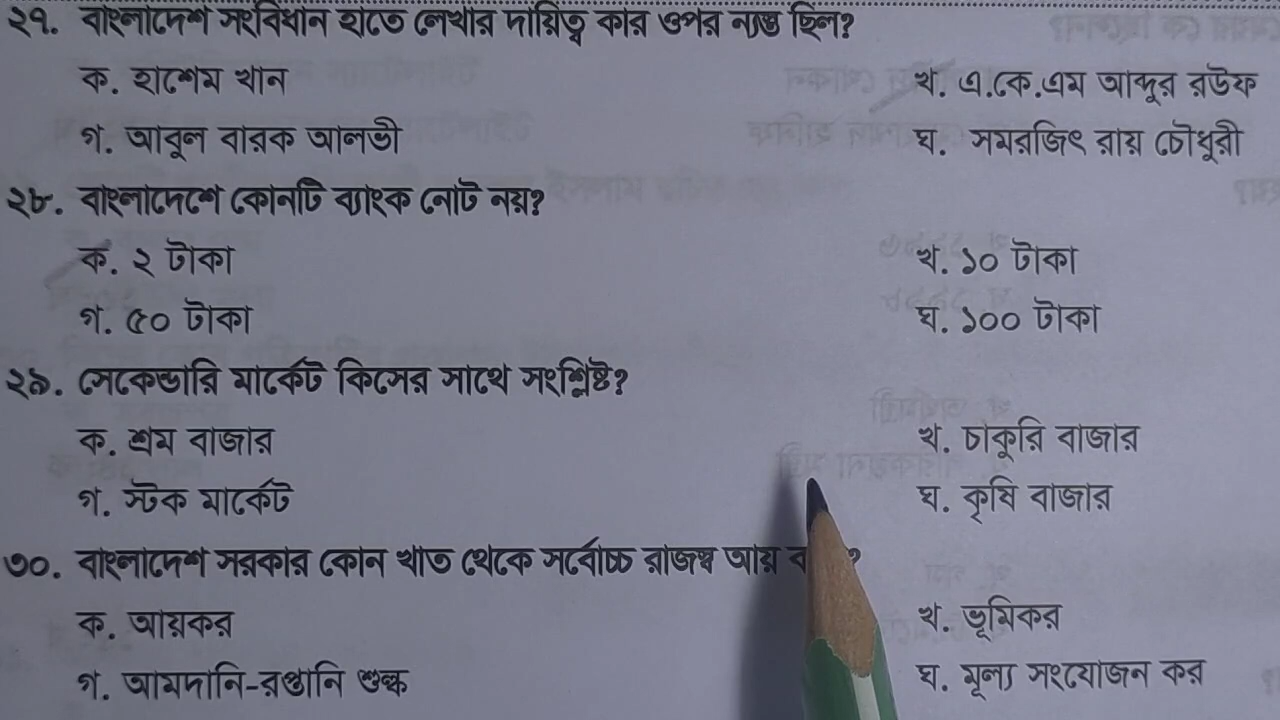 ২৭. বাংলাদেশ সংবিধান হাতে লেখার দায়িত্ব কার ওপর ন্যস্ত ছিল?
ক. হাশেম খান খ. এ.কে.এম আব্দুর রউফ
গ. আবুল বারক আলভী ঘ. সমরজিৎ রায় চৌধুরী
২৮. বাংলাদেশে কোনটি ব্যাংক নোট নয়?
ক. ২ টাকা খ. ১০ টাকা
গ. ৫০ টাকা ঘ. ১০০ টাকা
২৯. সেকেন্ডারি মার্কেট কিসের সাথে সংশ্লিষ্ট?
ক. শ্রম বাজার খ. চাকুরি বাজার
গ. স্টক মার্কেট ঘ. কৃষি বাজার
৩০. বাংলাদেশ সরকার কোন খাত থেকে সর্বোচ্চ রাজস্ব আয় ?
ক. আয়কর খ. ভূমিকর
গ. আমদানি-রপ্তানি শুল্ক ঘ. মূল্য সংযোজন কর